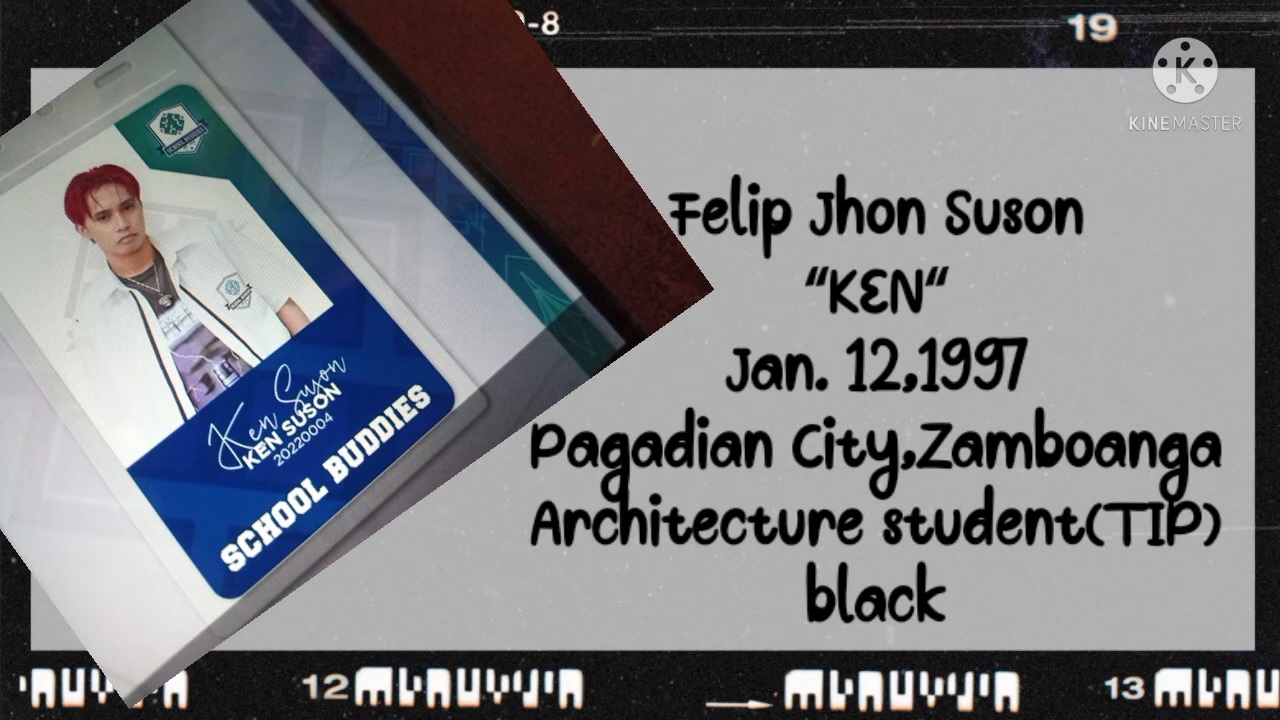 -8
19
KINEMASTER
Felip Jhon Suson
"KEN"
Jan. 12,1997
Pagadian City,Zamboanga
Architecture student(TIP)
black
Ken Suson
KEN SUSON
20220004
SCHOOL BUDDIES
12
13